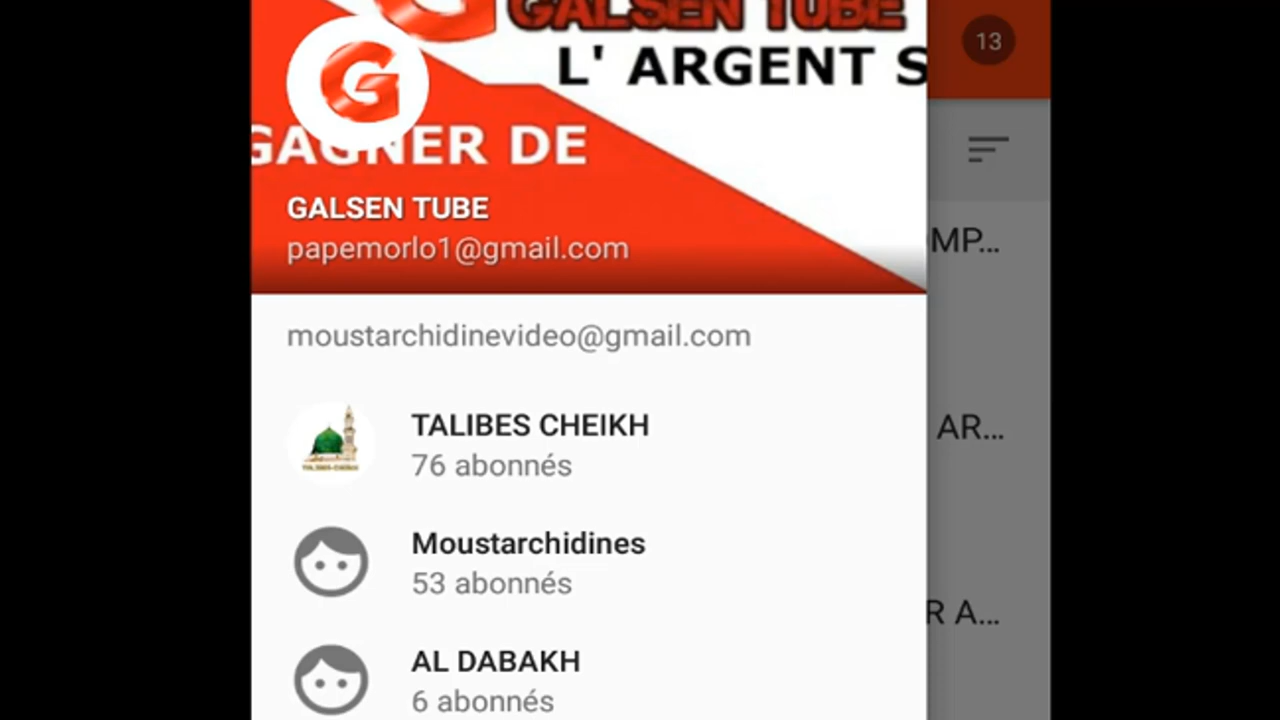 GALSEN TUBE
L' ARGENT S
13
GAGNER DE
GALSEN TUBE
papemorlo1@gmail.com
moustarchidinevideo@gmail.com
MP...
TALIBES CHEIKH
76 abonnés
AR...
Moustarchidines
53 abonnés
R A...
AL DABAKH
6 abonnés